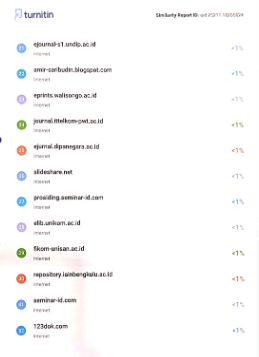 turnitin
Similarity Report ID:
ejournal-s1.undip.ac.id
<1%
Internet
amir-saribudin.blogspot.com
<1%
Internet
eprints.walisongo.ac.id
<1%
Internet
journal.ittelkom-pwt.ac.id
<1%
Internet
ejurnal.dipanegara.ac.id
<1%
Internet
slideshare.net
<1%
Internet
prosiding.seminar-id.com
<1%
Internet
elib.unikom.ac.id
<1%
Internet
fikom-unisan.ac.id
<1%
Internet
repository.iainbengkulu.ac.id
<1%
Internet
seminar-id.com
<1%
Internet
123dok.com
<1%
Internet